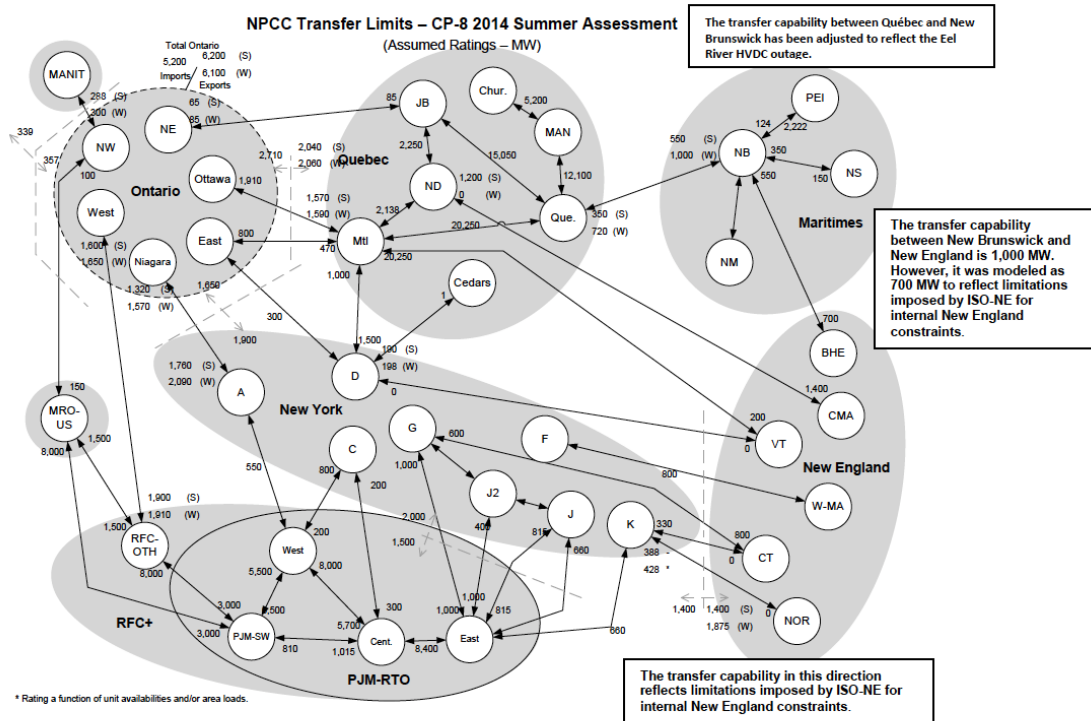 NPCC Transfer Limits – CP-8 2014 Summer Assessment
(Assumed Ratings – MW)
The transfer capability between Québec and New
Brunswick has been adjusted to reflect the Eel
River HVDC outage.
Total Ontario
6,200 (S)
5,200
Imports
6,100 (W)
Exports
MANIT
288 (S)
300 (W)
65 (S)
85 (W)
NE
339
357
NW
100
Ontario
Ottawa
1,910
West
1,600 (S)
1,650 (W)
Niagara
East
800
1,320 (S)
1,570 (W)
1,650
1,900
300
2,710
2,040 (S)
2,060 (W)
Quebec
85
JB
Chur.
5,200
MAN
2,250
15,050
12,100
ND
1,200 (S)
0 (W)
1,570 (S)
1,590 (W)
2,138
Mtl
470
20,250
20,250
Que.
350 (S)
720 (W)
1,000
Cedars
1
550 (S)
1,000 (W)
PEI
124
2,222
NB
350
550
150
NS
NM
Maritimes
The transfer capability
between New Brunswick and
New England is 1,000 MW.
However, it was modeled as
700 MW to reflect limitations
imposed by ISO-NE for
internal New England
constraints.
700
BHE
1,400
CMA
200
VT
0
New England
W-MA
800
CT
0
0
NOR
1,500
190 (S)
198 (W)
D
0
1,760 (S)
2,090 (W)
A
New York
G
600
F
800
C
800
200
1,000
J2
J
400
815
660
K
330
388 -
428 *
2,000
1,500
550
150
MRO-
US
1,500
8,000
1,900 (S)
1,910 (W)
1,500
RFC-
OTH
8,000
200
West
8,000
5,500
3,000
3,000
PJM-SW
810
RFC+
300
5,700
Cent.
1,015
8,400
1,000
1,000
East
815
660
PJM-RTO
1,400
1,400 (S)
1,875 (W)
The transfer capability in this direction
reflects limitations imposed by ISO-NE for
internal New England constraints.
* Rating a function of unit availabilities and/or area loads.